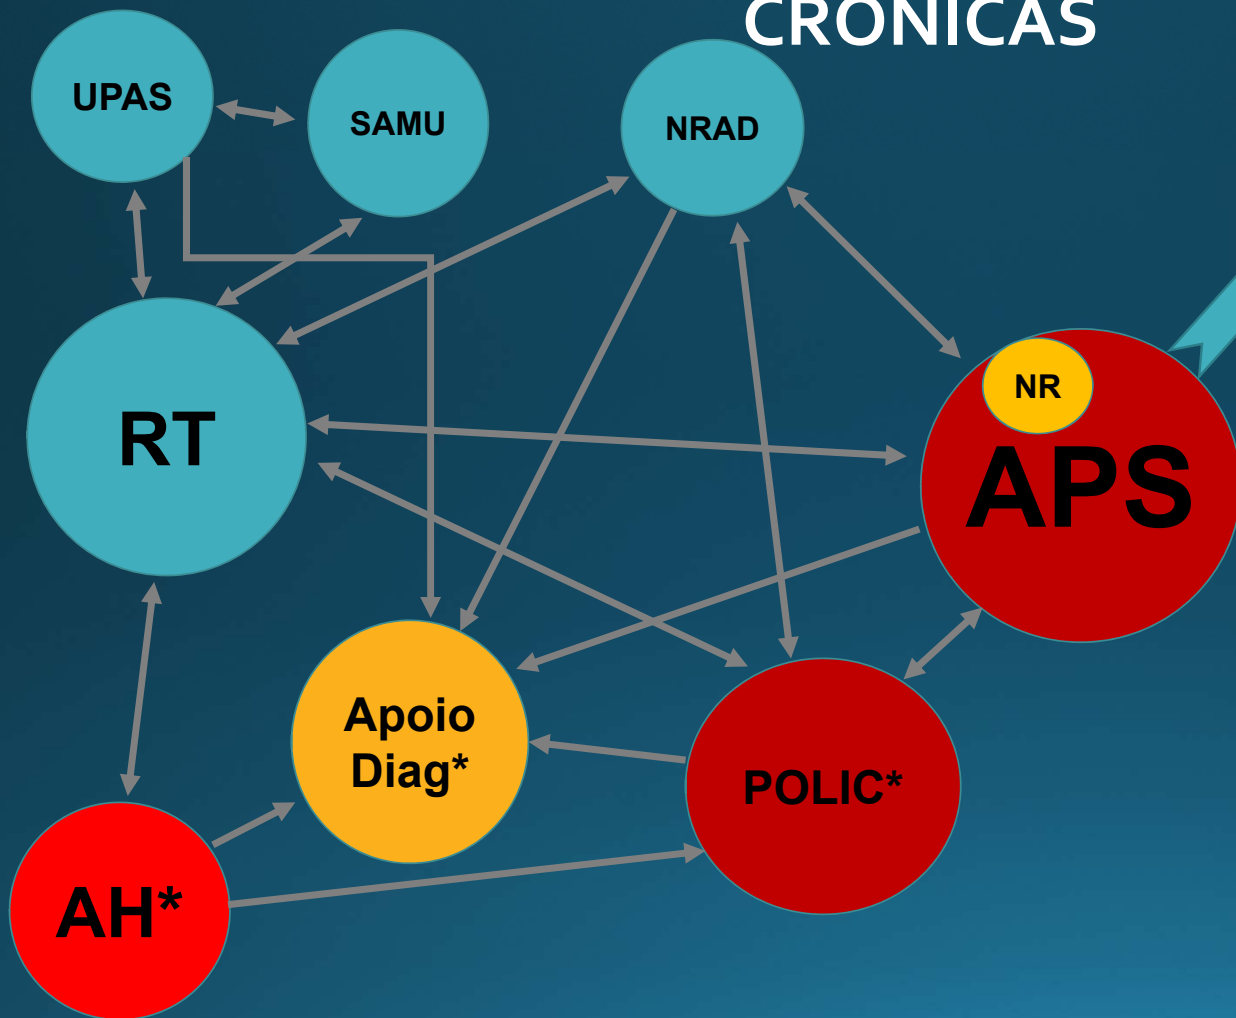 CRONICAS
UPAS
SAMU
NRAD
NR
RT
APS
Apoio
Diag*
POLIC*
AH*